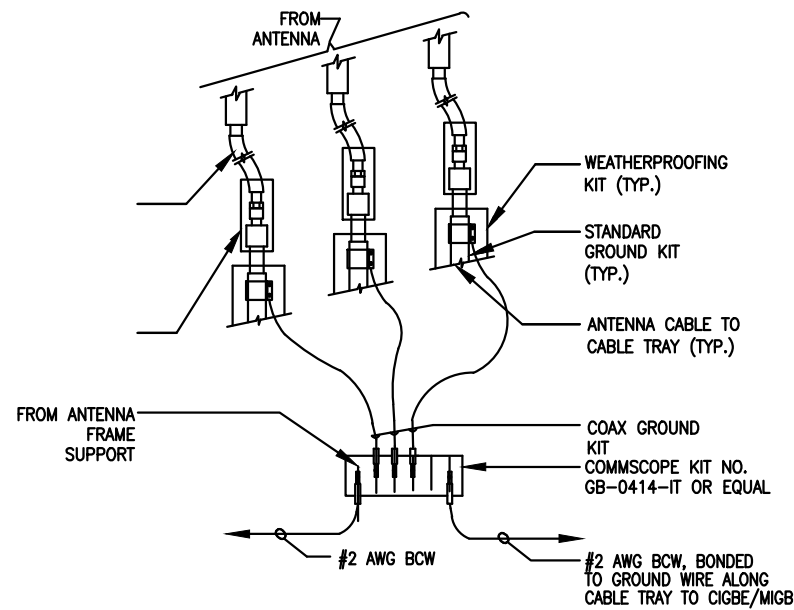 FROM
ANTENNA
WEATHERPROOFING
KIT (TYP.)
STANDARD
GROUND KIT
(TYP.)
ANTENNA CABLE TO
CABLE TRAY (TYP.)
FROM ANTENNA
FRAME
SUPPORT
COAX GROUND
KIT
COMMSCOPE KIT NO.
GB-0414-IT OR EQUAL
#2 AWG BCW
#2 AWG BCW, BONDED
TO GROUND WIRE ALONG
CABLE TRAY TO CIGBE/MIGB